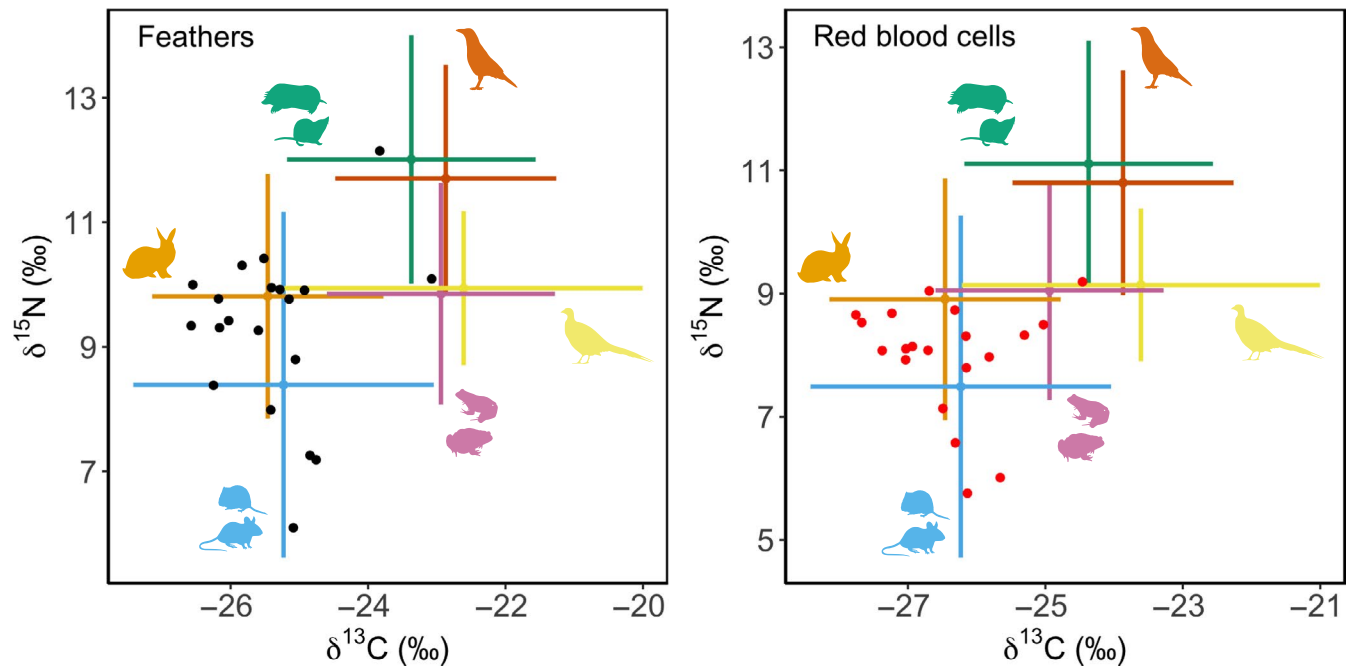 Feathers
13
11
9
7
δ15N (‰)
−26
−24
−22
−20
δ13C (‰)
Red blood cells
13
11
9
7
5
δ15N (‰)
−27
−25
−23
−21
δ13C (‰)